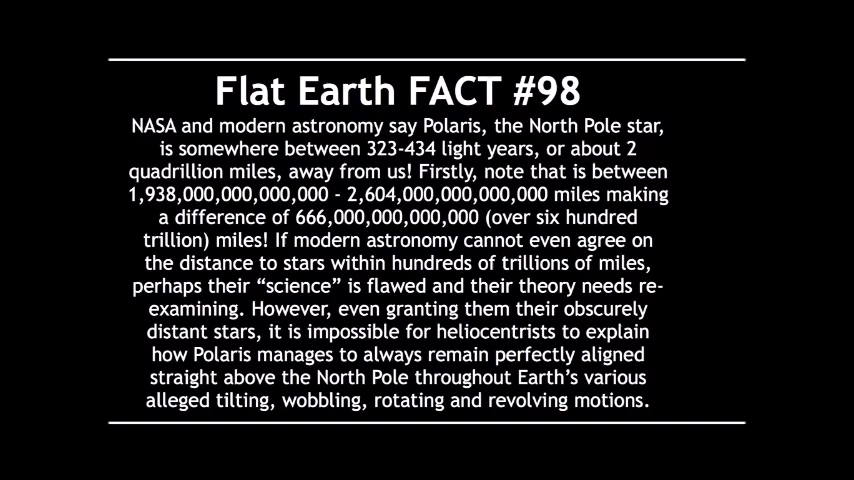 Flat Earth FACT #98
NASA and modern astronomy say Polaris, the North Pole star,
is somewhere between 323-434 light years, or about 2
quadrillion miles, away from us! Firstly, note that is between
1,938,000,000,000,000 - 2,604,000,000,000,000 miles making
a difference of 666,000,000,000,000 (over six hundred
trillion) miles! If modern astronomy cannot even agree on
the distance to stars within hundreds of trillions of miles,
perhaps their “science” is flawed and their theory needs re-
examining. However, even granting them their obscurely
distant stars, it is impossible for heliocentrists to explain
how Polaris manages to always remain perfectly aligned
straight above the North Pole throughout Earth’s various
alleged tilting, wobbling, rotating and revolving motions.